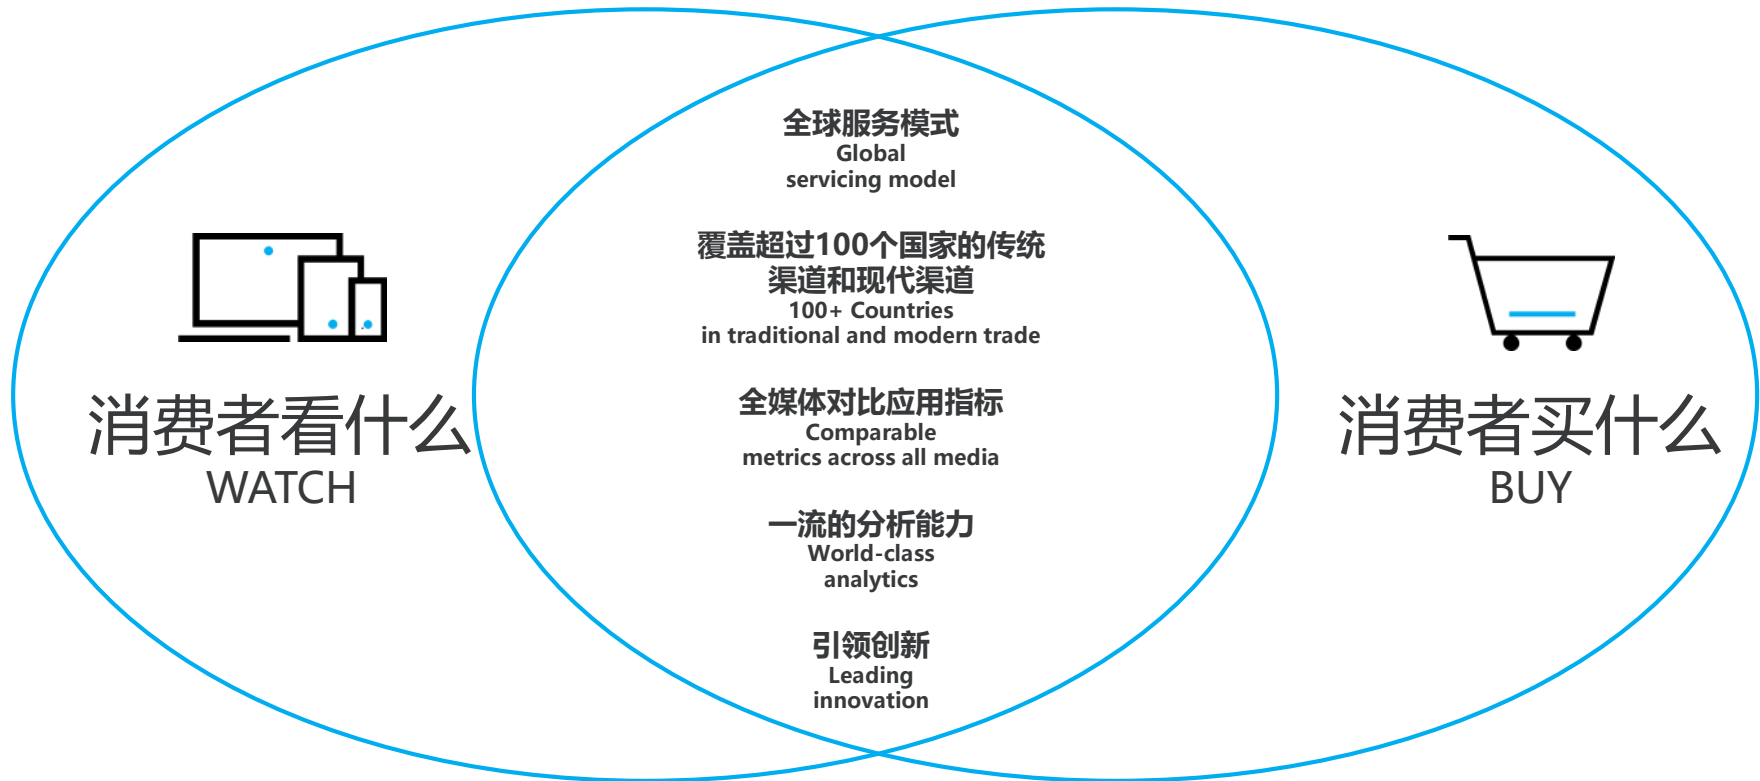 消费者看什么
WATCH
全球服务模式
Global
servicing model
覆盖超过100个国家的传统
渠道和现代渠道
100+ Countries
in traditional and modern trade
全媒体对比应用指标
Comparable
metrics across all media
一流的分析能力
World-class
analytics
引领创新
Leading
innovation
消费者买什么
BUY